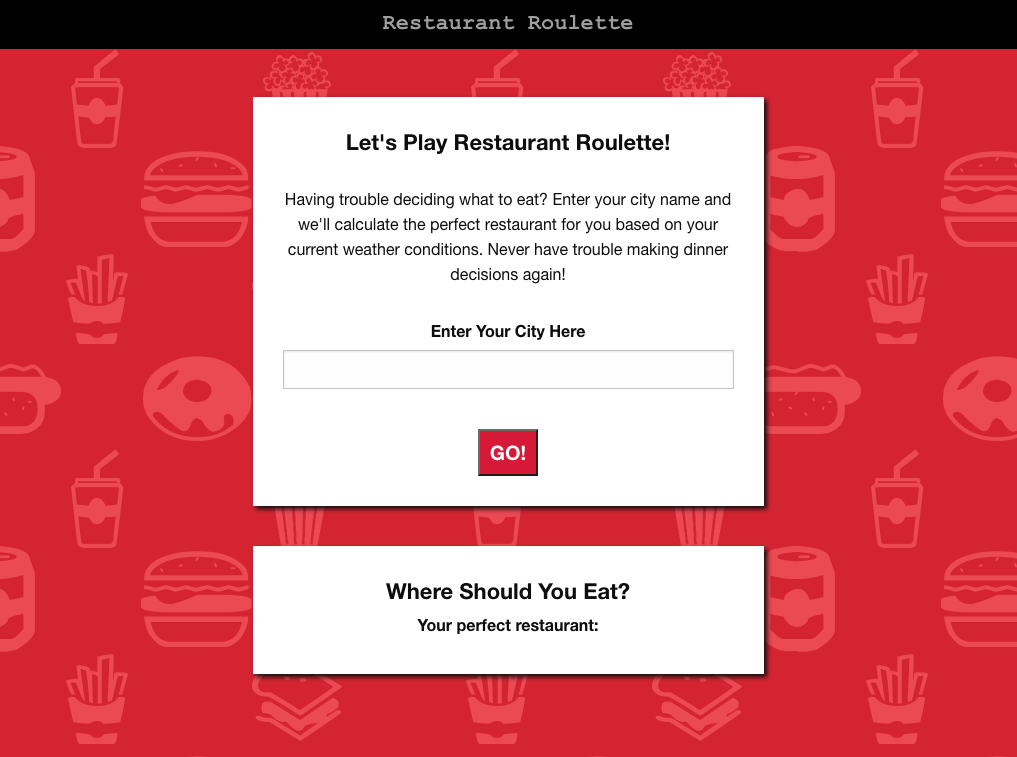 Restaurant Roulette
Let's Play Restaurant Roulette!
Having trouble deciding what to eat? Enter your city name and
we'll calculate the perfect restaurant for you based on your
current weather conditions. Never have trouble making dinner
decisions again!
Enter Your City Here
GO!
Where Should You Eat?
Your perfect restaurant: